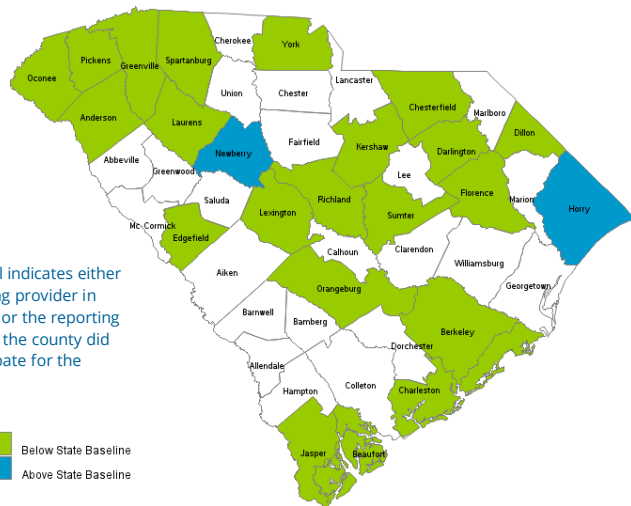 Cherokee
York
Spartanburg
Pickens
Greenville
Oconee
Lancaster
Union
Chester
Chesterfield
Marlboro
Anderson
Laurens
Dillon
Newberry
Fairfield
Kershaw
Darlington
Abbeville
Greenwood
Lee
Florence
Marion
Horry
Saluda
Richland
Lexington
Sumter
Mc Cormick
Edgefield
Calhoun
Clarendon
Williamsburg
Aiken
Georgetown
Orangeburg
Barnwell
Bamberg
Berkeley
Dorchester
Allendale
Hampton
Colleton
Charleston
Jasper
Beaufort
indicates either
g provider in
or the reporting
the county did
pate for the
Below State Baseline
Above State Baseline